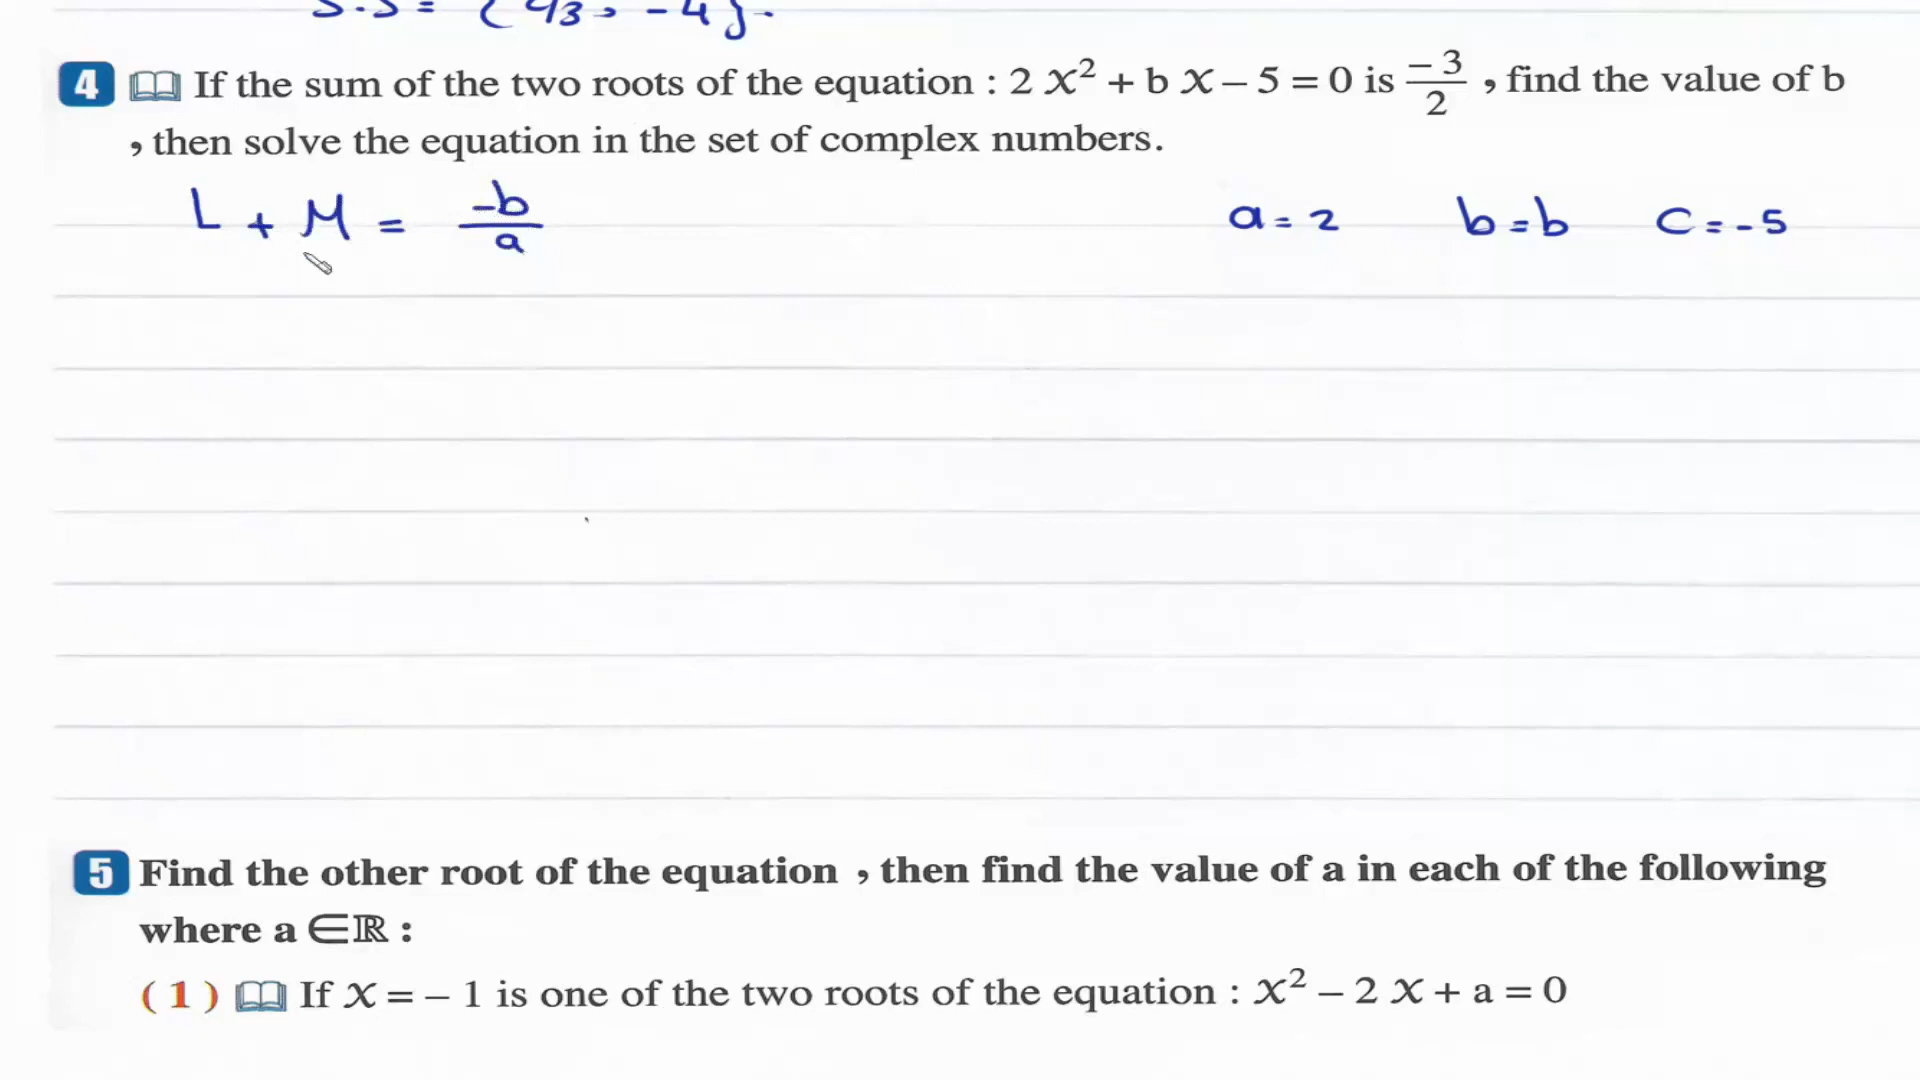 4 If the sum of the two roots of the equation : 2 x² + b x – 5 = 0 is -3/2 , find the value of b
, then solve the equation in the set of complex numbers.
L + M = -b/a a = 2 b = b c = -5
5 Find the other root of the equation , then find the value of a in each of the following
where a ∈ ℝ :
( 1 ) If x = – 1 is one of the two roots of the equation : x² – 2 x + a = 0